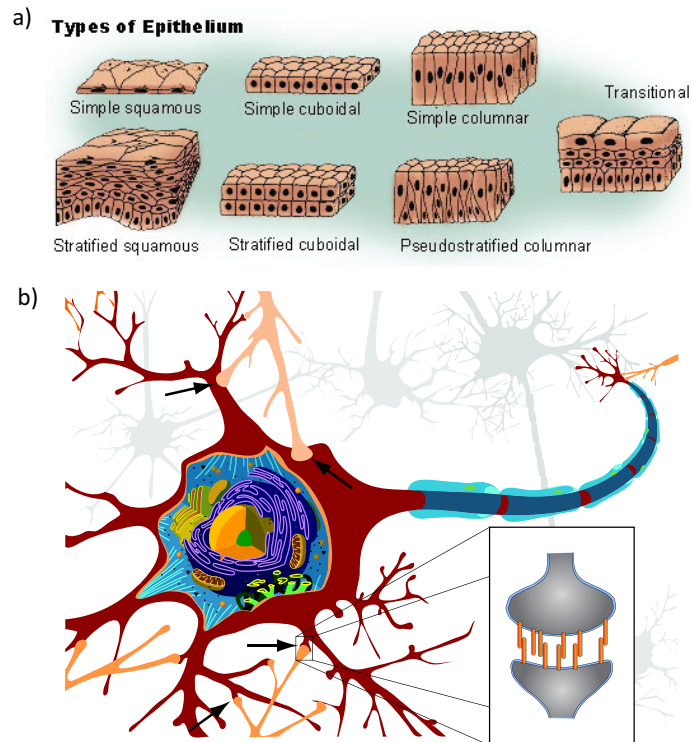 a)
Types of Epithelium
Simple squamous
Simple cuboidal
Simple columnar
Transitional
Stratified squamous
Stratified cuboidal
Pseudostratified columnar
b)